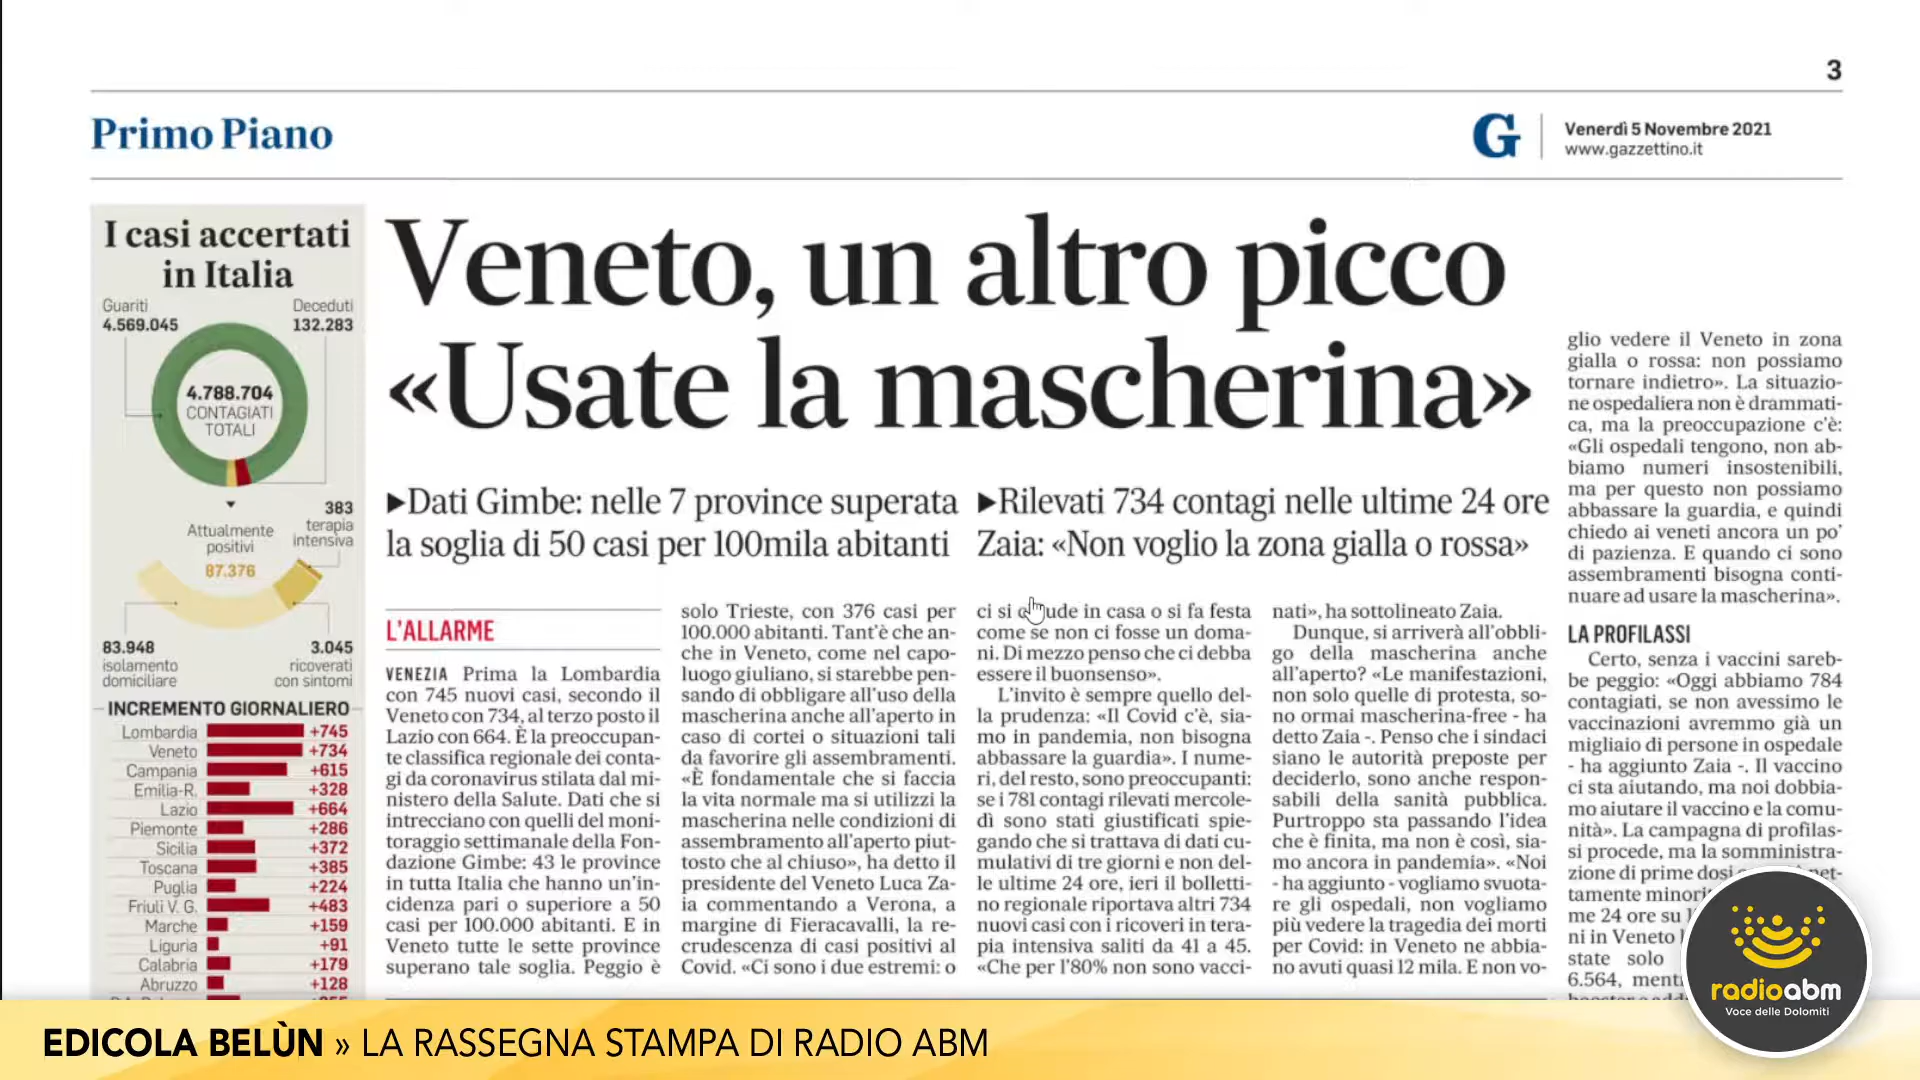 3
Primo Piano
G
Venerdì 5 Novembre 2021
www.gazzettino.it
I casi accertati
in Italia
Guariti
4.569.045
Deceduti
132.283
4.788.704
CONTAGIATI
TOTALI
Attualmente
positivi
87.376
383
terapia
intensiva
83.948
isolamento
domiciliare
3.045
ricoverati
con sintomi
INCREMENTO GIORNALIERO
Lombardia +745
Veneto +734
Campania +615
Emilia-R. +328
Lazio +664
Piemonte +286
Sicilia +372
Toscana +385
Puglia +224
Friuli V. G. +483
Marche +159
Liguria +91
Calabria +179
Abruzzo +128
Veneto, un altro picco
«Usate la mascherina»
►Dati Gimbe: nelle 7 province superata
la soglia di 50 casi per 100mila abitanti
►Rilevati 734 contagi nelle ultime 24 ore
Zaia: «Non voglio la zona gialla o rossa»
L'ALLARME
VENEZIA Prima la Lombardia
con 745 nuovi casi, secondo il
Veneto con 734, al terzo posto il
Lazio con 664. È la preoccupan-
te classifica regionale dei conta-
gi da coronavirus stilata dal mi-
nistero della Salute. Dati che si
intrecciano con quelli del moni-
toraggio settimanale della Fon-
dazione Gimbe: 43 le province
in tutta Italia che hanno un'in-
cidenza pari o superiore a 50
casi per 100.000 abitanti. E in
Veneto tutte le sette province
superano tale soglia. Peggio è
solo Trieste, con 376 casi per
100.000 abitanti. Tant'è che an-
che in Veneto, come nel capo-
luogo giuliano, si starebbe pen-
sando di obbligare all'uso della
mascherina anche all'aperto in
caso di cortei o situazioni tali
da favorire gli assembramenti.
«È fondamentale che si faccia
la vita normale ma si utilizzi la
mascherina nelle condizioni di
assembramento all'aperto piut-
tosto che al chiuso», ha detto il
presidente del Veneto Luca Za-
ia commentando a Verona, a
margine di Fieracavalli, la re-
crudescenza di casi positivi al
Covid. «Ci sono i due estremi: o
ci si chiude in casa o si fa festa
come se non ci fosse un doma-
ni. Di mezzo penso che ci debba
essere il buonsenso».
L'invito è sempre quello del-
la prudenza: «Il Covid c'è, sia-
mo in pandemia, non bisogna
abbassare la guardia». I nume-
ri, del resto, sono preoccupanti:
se i 781 contagi rilevati mercole-
dì sono stati giustificati spie-
gando che si trattava di dati cu-
mulativi di tre giorni e non del-
le ultime 24 ore, ieri il bolletti-
no regionale riportava altri 734
nuovi casi con i ricoveri in tera-
pia intensiva saliti da 41 a 45.
«Che per l'80% non sono vacci-
nati», ha sottolineato Zaia.
Dunque, si arriverà all'obbli-
go della mascherina anche
all'aperto? «Le manifestazioni,
non solo quelle di protesta, so-
no ormai mascherina-free - ha
detto Zaia -. Penso che i sindaci
siano le autorità preposte per
deciderlo, sono anche respon-
sabili della sanità pubblica.
Purtroppo sta passando l'idea
che è finita, ma non è così, sia-
mo ancora in pandemia». «Noi
- ha aggiunto - vogliamo svuota-
re gli ospedali, non vogliamo
più vedere la tragedia dei morti
per Covid: in Veneto ne abbia-
no avuti quasi 12 mila. E non vo-
glio vedere il Veneto in zona
gialla o rossa: non possiamo
tornare indietro». La situazio-
ne ospedaliera non è drammati-
ca, ma la preoccupazione c'è:
«Gli ospedali tengono, non ab-
biamo numeri insostenibili,
ma per questo non possiamo
abbassare la guardia, e quindi
chiedo ai veneti ancora un po'
di pazienza. E quando ci sono
assembramenti bisogna conti-
nuare ad usare la mascherina».
LA PROFILASSI
Certo, senza i vaccini sareb-
be peggio: «Oggi abbiamo 784
contagiati, se non avessimo le
vaccinazioni avremmo già un
migliaio di persone in ospedale
- ha aggiunto Zaia -. Il vaccino
ci sta aiutando, ma noi dobbia-
mo aiutare il vaccino e la comu-
nità». La campagna di profilas-
si procede, ma la somministra-
zione di prime dosi
tamente
me 24 ore su
ni in Veneto
state solo
6.564,
radioabm
Voce delle Dolomiti
EDICOLA BELÙN » LA RASSEGNA STAMPA DI RADIO ABM